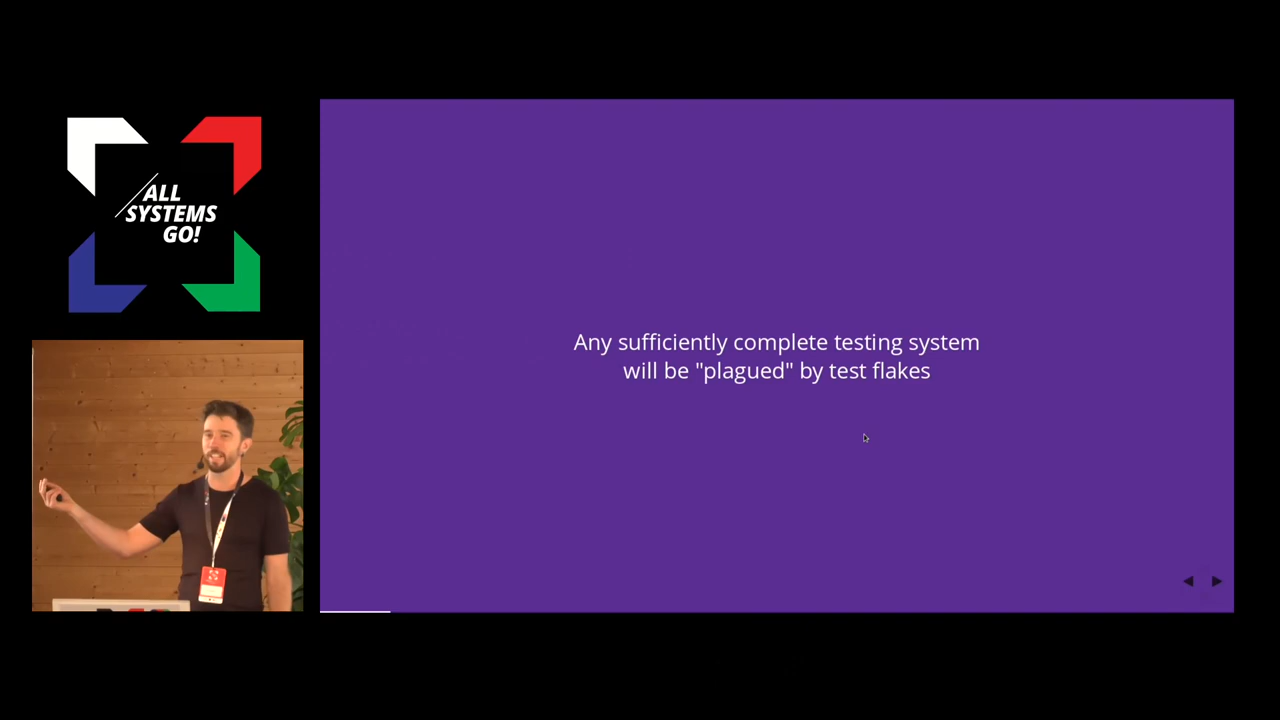 ALL
SYSTEMS
GO!
Any sufficiently complete testing system
will be "plagued" by test flakes